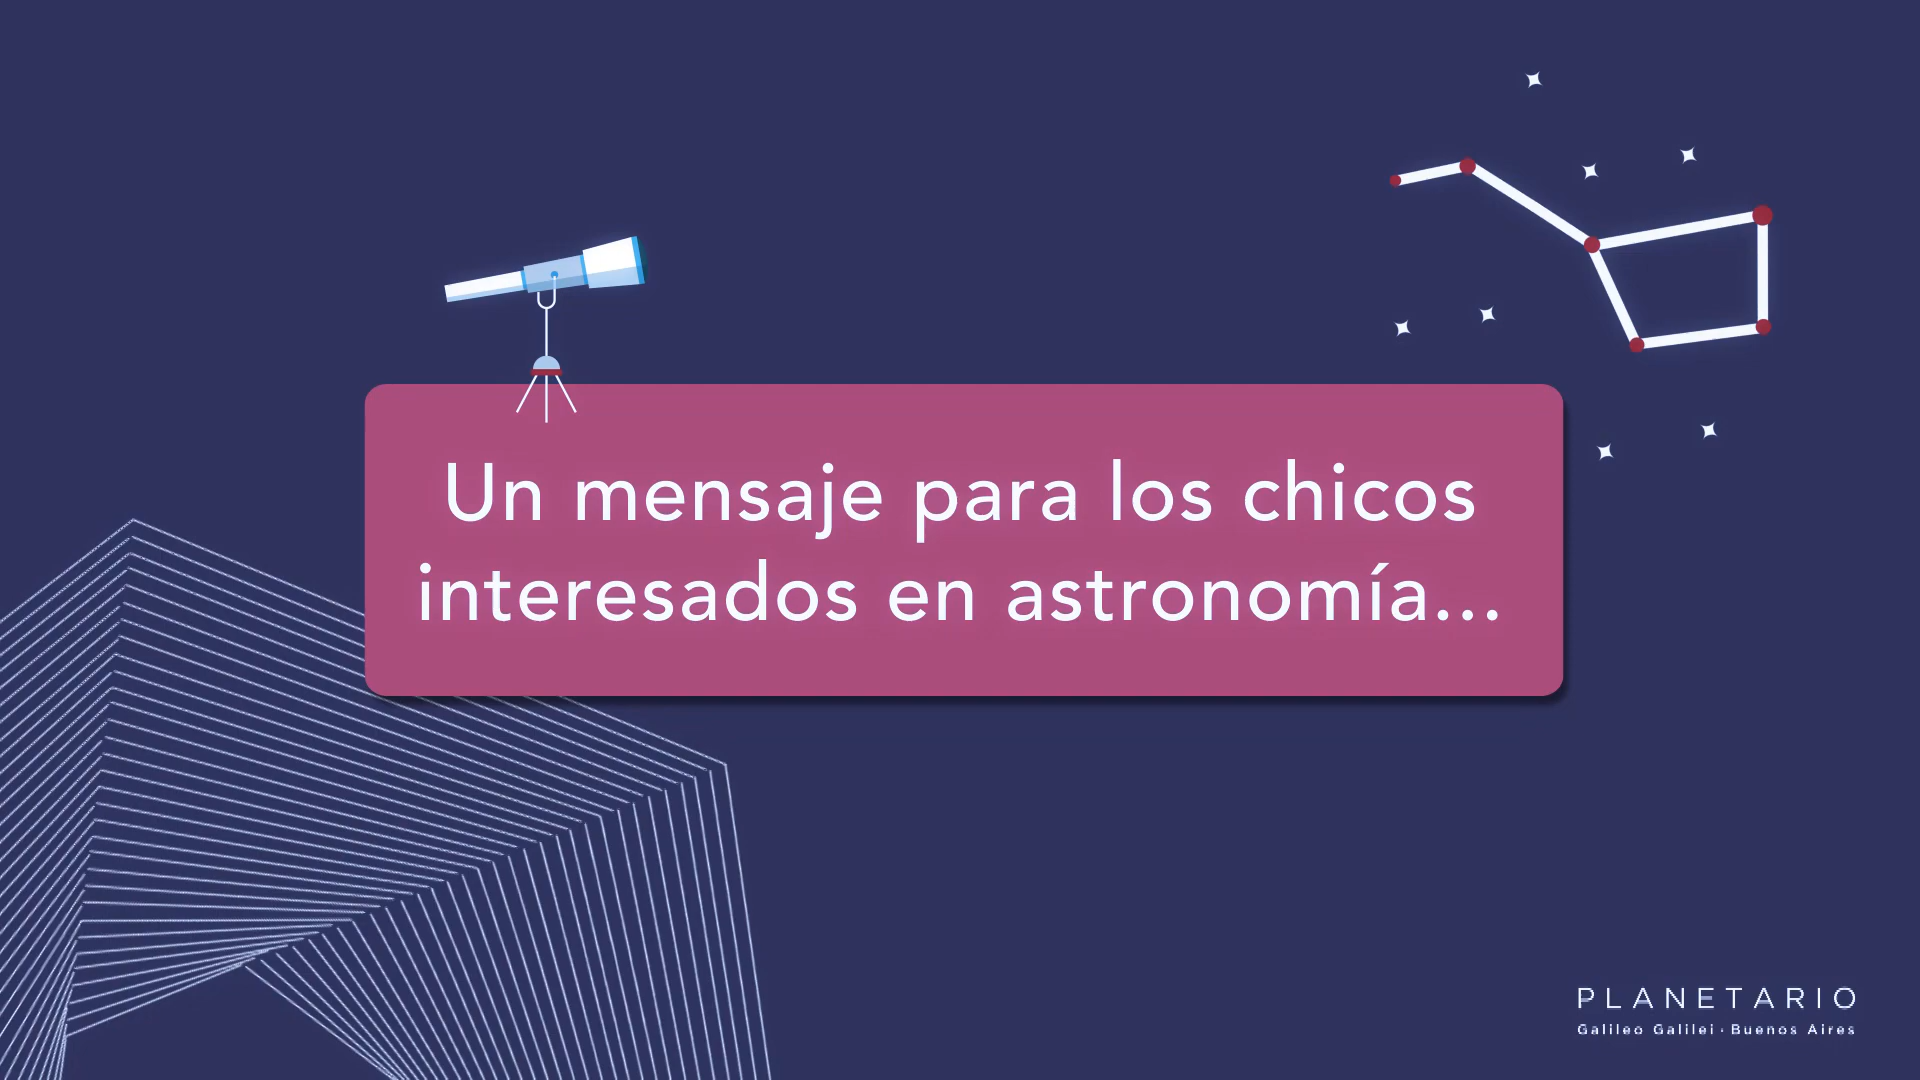 Un mensaje para los chicos
interesados en astronomía...
PLANETARIO
Galileo Galilei · Buenos Aires